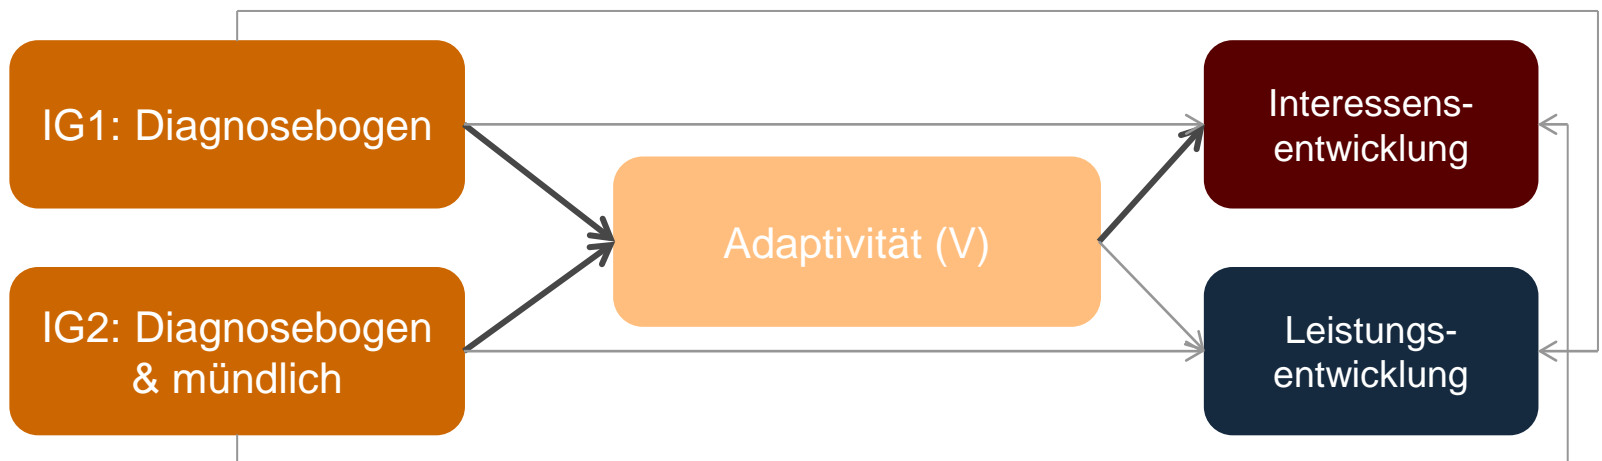 IG1: Diagnosebogen
Interessens-
entwicklung
Adaptivität (V)
IG2: Diagnosebogen
& mündlich
Leistungs-
entwicklung